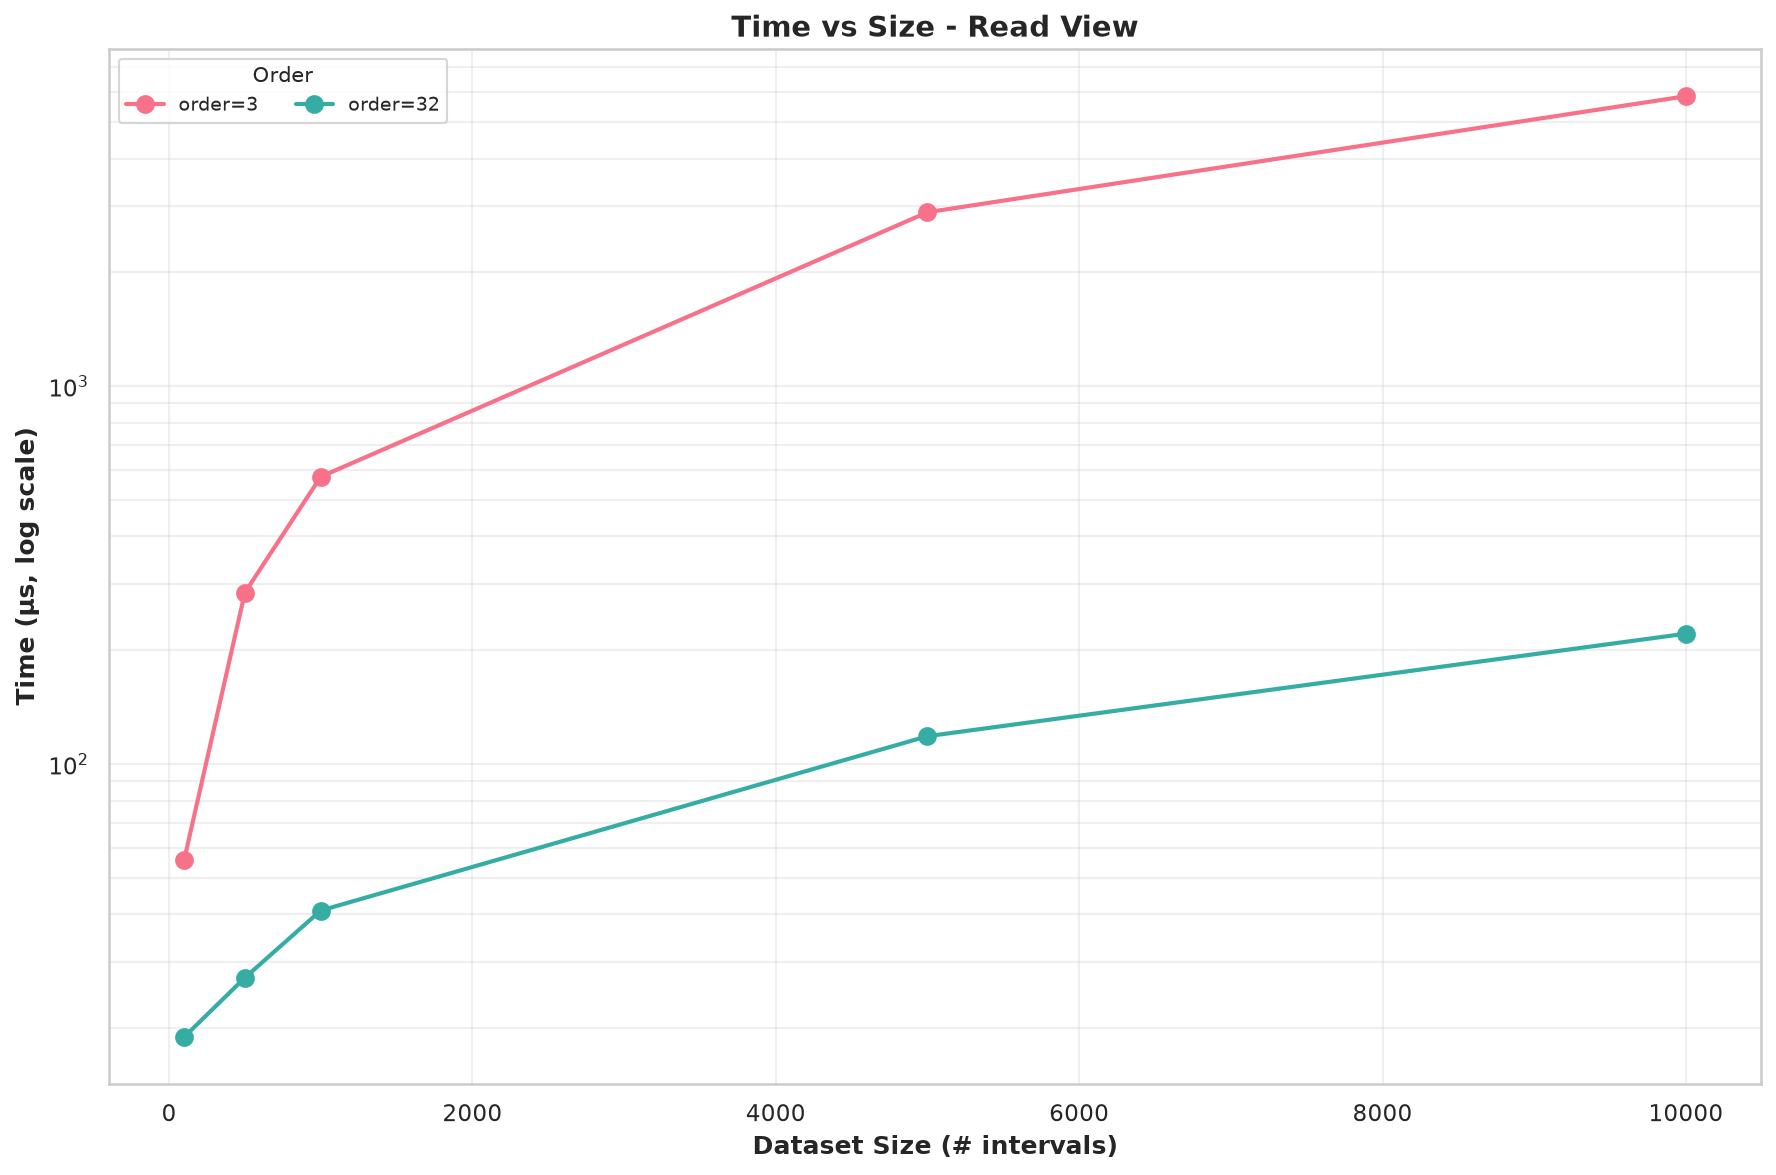 Time vs Size - Read View
Order
order=3 order=32
Time (µs, log scale)
10³
10²
0 2000 4000 6000 8000 10000
Dataset Size (# intervals)